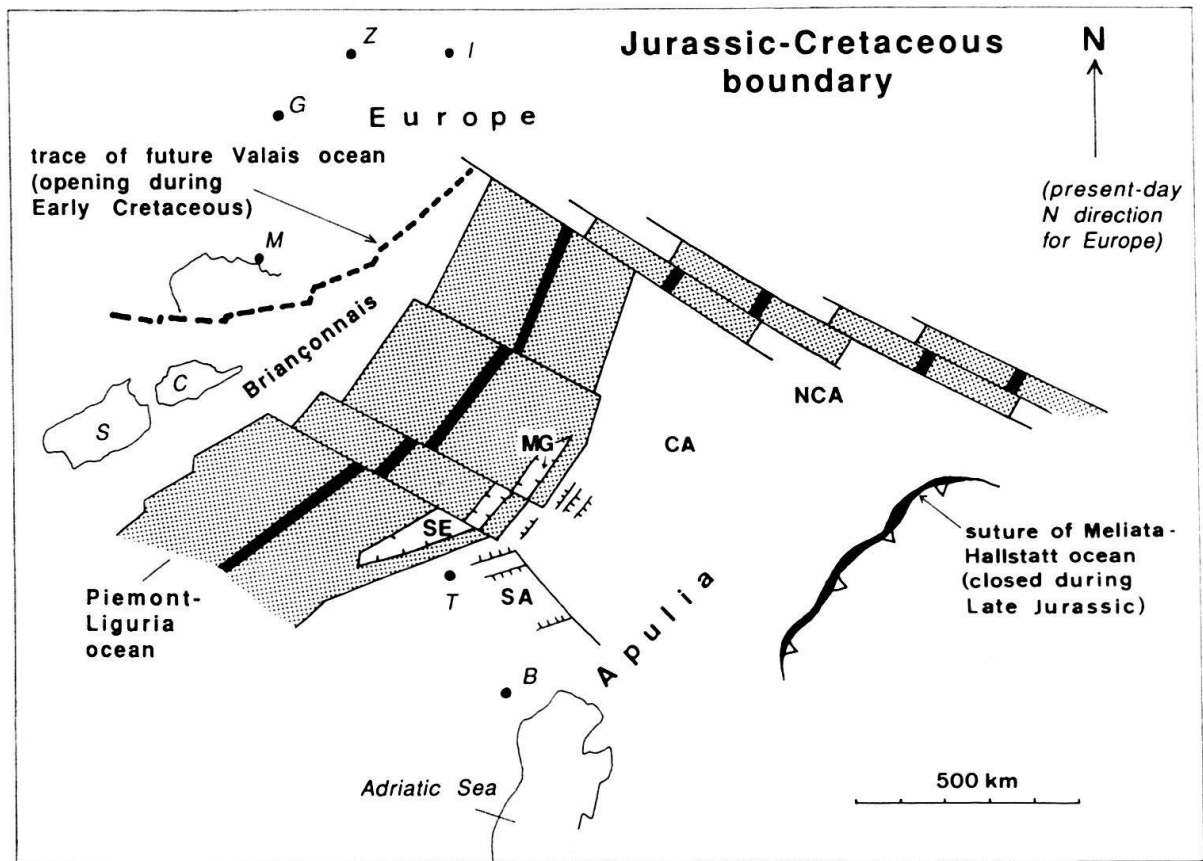 Jurassic-Cretaceous
boundary
N
(present-day
N direction
for Europe)
Z
I
G
Europe
trace of future Valais ocean
(opening during
Early Cretaceous)
M
Briançonnais
C
S
NCA
CA
MG
SE
T
SA
Piemont-
Liguria
ocean
Apulia
suture of Meliata-
Hallstatt ocean
(closed during
Late Jurassic)
B
Adriatic Sea
500 km